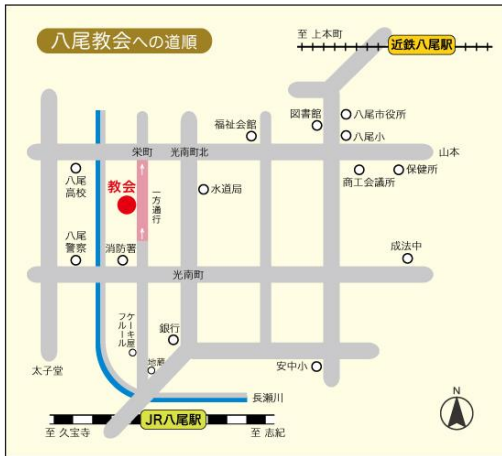 八尾教会への道順
至 上本町
近鉄八尾駅
図書館
八尾市役所
福祉会館
八尾小
栄町
光南町北
山本
八尾
高校
教会
一方通行
水道局
商工会議所
保健所
八尾
警察
消防署
成法中
光南町
ケーキ屋
フルール
銀行
地蔵
太子堂
安中小
長瀬川
N
JR八尾駅
至 久宝寺
至 志紀